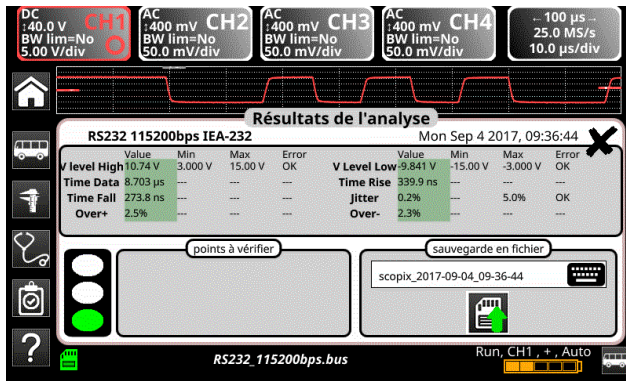 DC
↕40.0 V
CH1
BW lim=No
5.00 V/div
AC
↕400 mV
CH2
BW lim=No
50.0 mV/div
AC
↕400 mV
CH3
BW lim=No
50.0 mV/div
AC
↕400 mV
CH4
BW lim=No
50.0 mV/div
←100 µs→
25.0 MS/s
10.0 µs/div
Résultats de l'analyse
RS232 115200bps IEA-232 Mon Sep 4 2017, 09:36:44
Value Min Max Error Value Min Max Error
V level High 10.74 V 3.000 V 15.00 V OK V Level Low -9.841 V -15.00 V -3.000 V OK
Time Data 8.703 µs --- --- --- Time Rise 339.9 ns --- --- ---
Time Fall 273.8 ns --- --- --- Jitter 0.2% --- 5.0% OK
Over+ 2.5% --- --- --- Over- 2.3% --- --- ---
points à vérifier
sauvegarde en fichier
scopix_2017-09-04_09-36-44
?
RS232_115200bps.bus
Run, CH1 , + , Auto